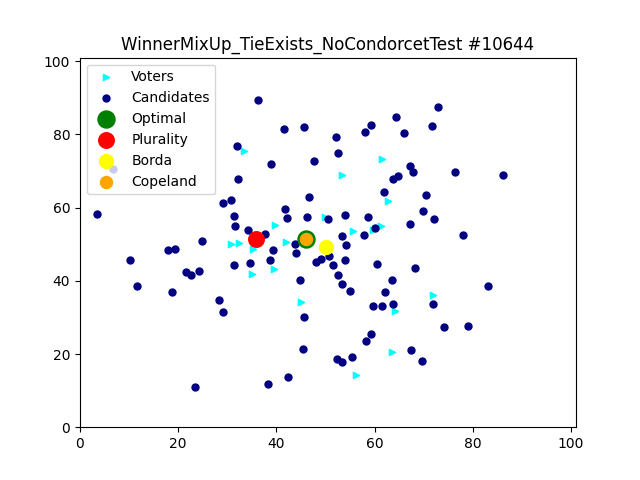 WinnerMixUp_TieExists_NoCondorcetTest #10644
100
80
60
40
20
0
Voters
Candidates
Optimal
Plurality
Borda
Copeland
0 20 40 60 80 100